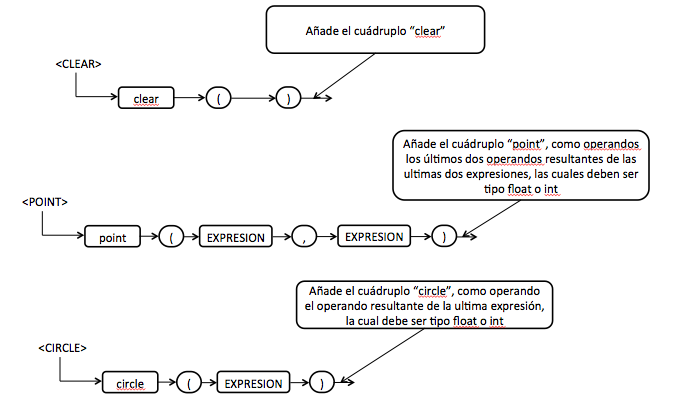 Añade el cuádruplo “clear”
<CLEAR>
clear ( )
Añade el cuádruplo “point”, como operandos
los últimos dos operandos resultantes de las
ultimas dos expresiones, las cuales deben ser
tipo float o int
<POINT>
point ( EXPRESION , EXPRESION )
Añade el cuádruplo “circle”, como operando
el operando resultante de la ultima expresión,
la cual debe ser tipo float o int
<CIRCLE>
circle ( EXPRESION )